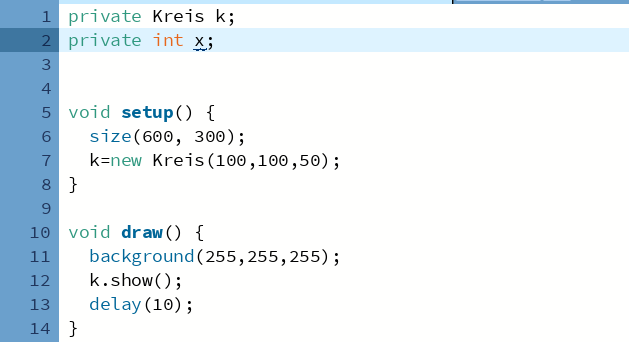 1 private Kreis k;
2 private int x;
3
4
5 void setup() {
6   size(600, 300);
7   k=new Kreis(100,100,50);
8 }
9
10 void draw() {
11   background(255,255,255);
12   k.show();
13   delay(10);
14 }